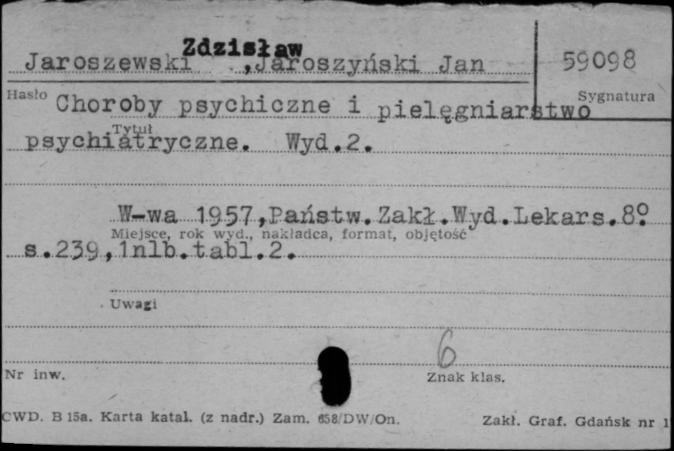 Zdzisław
Jaroszewski ,Jaroszyński Jan 59098
Hasło Sygnatura
Choroby psychiczne i pielęgniarstwo
Tytuł
psychiatryczne. Wyd.2.
W-wa 1957,Państw.Zakł.Wyd.Lekars.8º
Miejsce, rok wyd., nakładca, format, objętość
s.239,1nlb.tabl.2.
Uwagi
6
Nr inw. Znak klas.
CWD. B 15a. Karta katal. (z nadr.) Zam. 658/DW/On. Zakł. Graf. Gdańsk nr 1